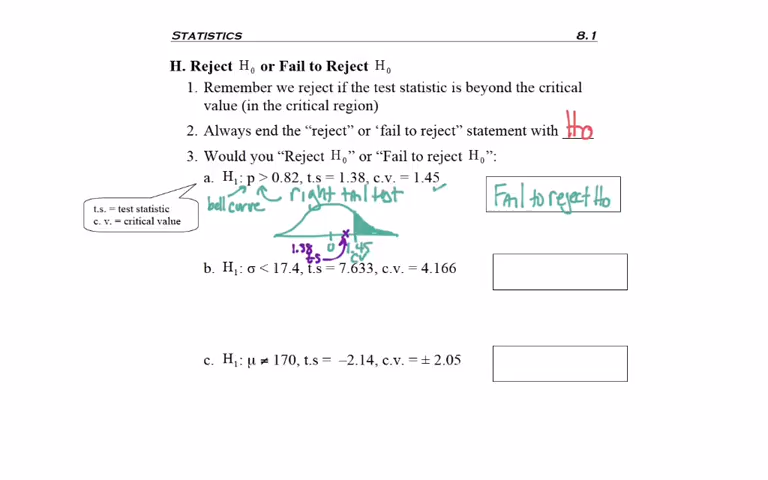 STATISTICS 8.1
H. Reject H₀ or Fail to Reject H₀
1. Remember we reject if the test statistic is beyond the critical
value (in the critical region)
2. Always end the "reject" or 'fail to reject" statement with Ho
3. Would you "Reject H₀" or "Fail to reject H₀":
a. H₁: p > 0.82, t.s = 1.38, c.v. = 1.45 ✓
t.s. = test statistic
c. v. = critical value
bell curve right tail test
Fail to reject Ho
1.38 0 1.45
ts CV
b. H₁: σ < 17.4, t.s = 7.633, c.v. = 4.166
c. H₁: μ ≠ 170, t.s = −2.14, c.v. = ± 2.05